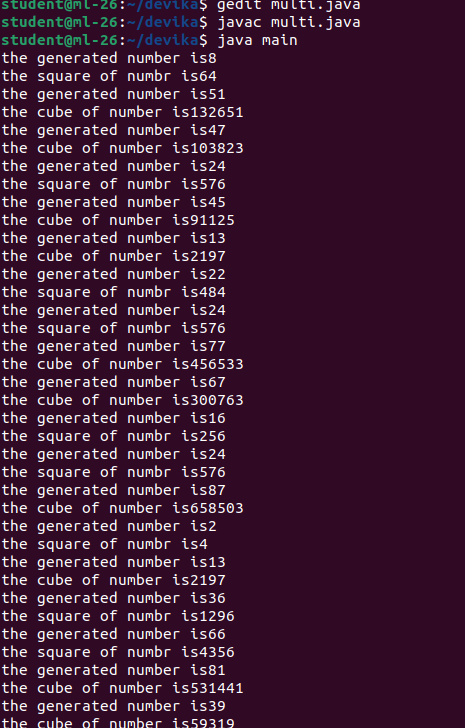 student@ml-26:~/devika$ gedit multi.java
student@ml-26:~/devika$ javac multi.java
student@ml-26:~/devika$ java main
the generated number is8
the square of numbr is64
the generated number is51
the cube of number is132651
the generated number is47
the cube of number is103823
the generated number is24
the square of numbr is576
the generated number is45
the cube of number is91125
the generated number is13
the cube of number is2197
the generated number is22
the square of numbr is484
the generated number is24
the square of numbr is576
the generated number is77
the cube of number is456533
the generated number is67
the cube of number is300763
the generated number is16
the square of numbr is256
the generated number is24
the square of numbr is576
the generated number is87
the cube of number is658503
the generated number is2
the square of numbr is4
the generated number is13
the cube of number is2197
the generated number is36
the square of numbr is1296
the generated number is66
the square of numbr is4356
the generated number is81
the cube of number is531441
the generated number is39
the cube of number is59319